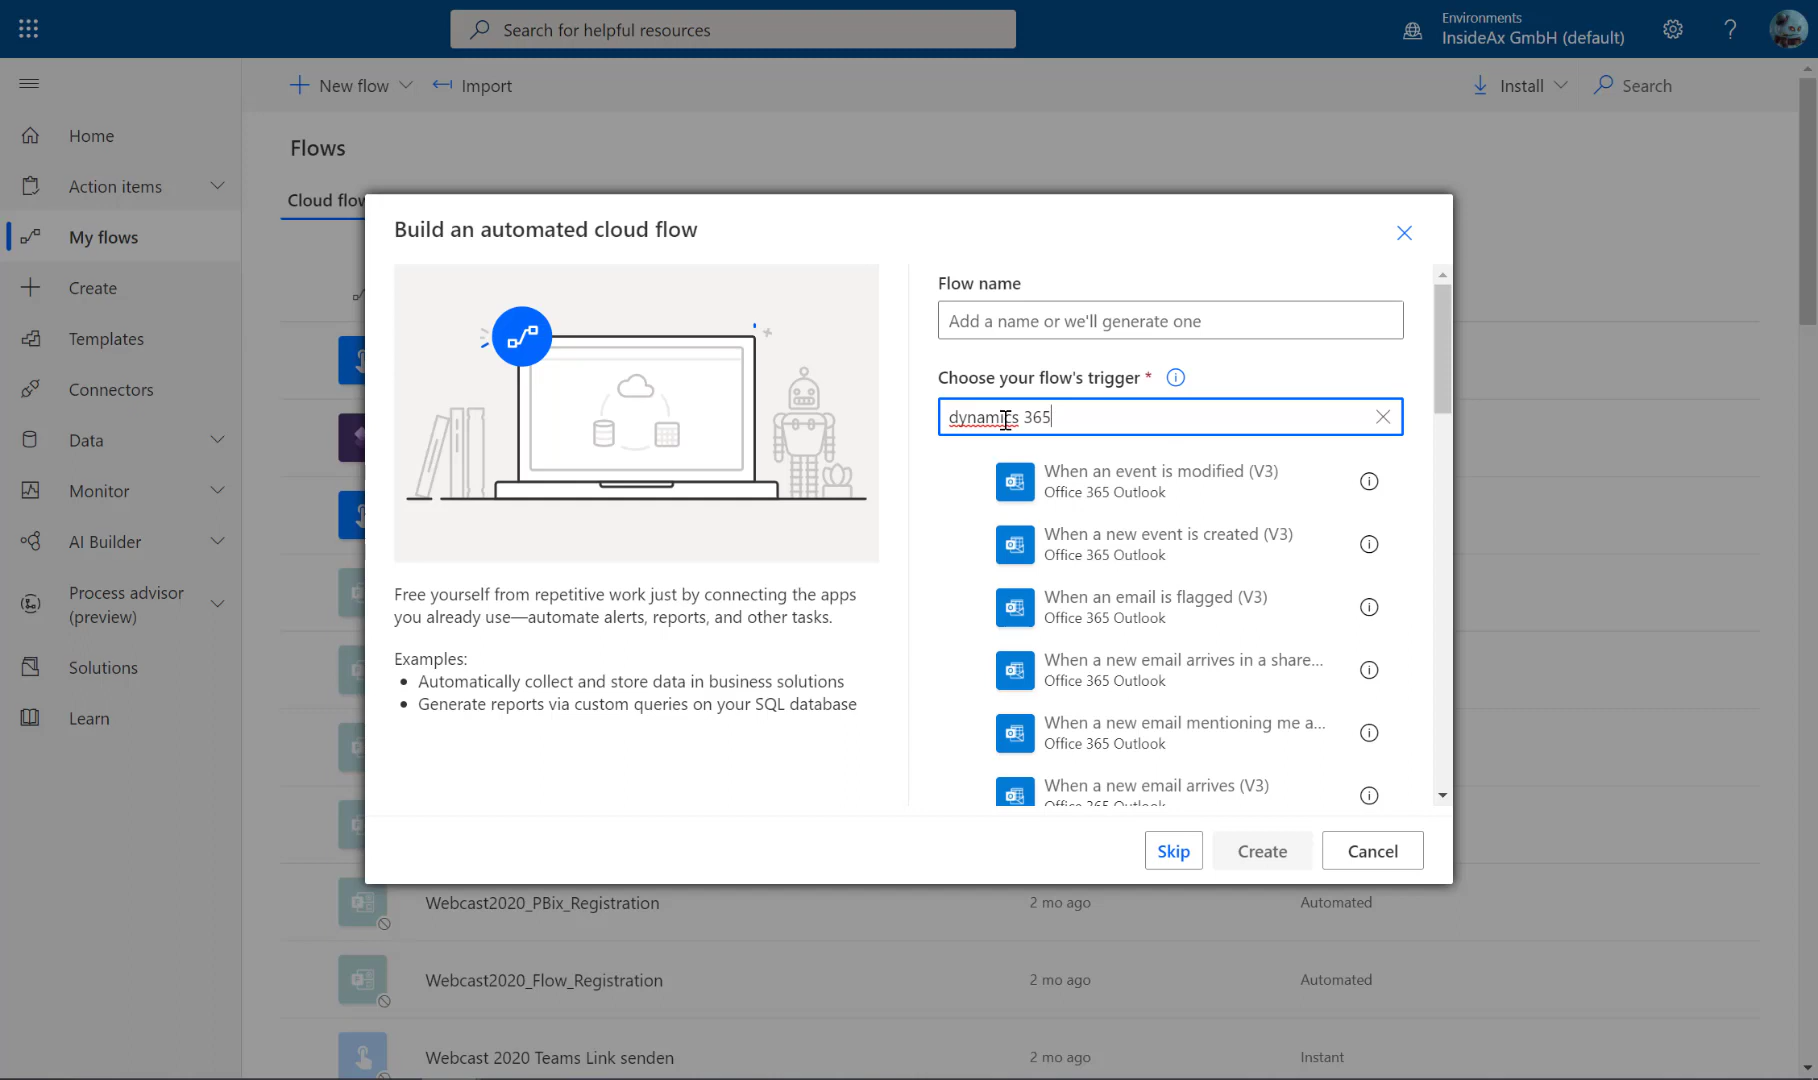 Search for helpful resources
Environments
InsideAx GmbH (default)
New flow
Import
Install
Search
Home
Action items
My flows
Create
Templates
Connectors
Data
Monitor
AI Builder
Process advisor
(preview)
Solutions
Learn
Flows
Cloud flow
Build an automated cloud flow
Free yourself from repetitive work just by connecting the apps
you already use—automate alerts, reports, and other tasks.
Examples:
• Automatically collect and store data in business solutions
• Generate reports via custom queries on your SQL database
Flow name
Add a name or we'll generate one
Choose your flow's trigger *
dynamics 365
When an event is modified (V3)
Office 365 Outlook
When a new event is created (V3)
Office 365 Outlook
When an email is flagged (V3)
Office 365 Outlook
When a new email arrives in a share...
Office 365 Outlook
When a new email mentioning me a...
Office 365 Outlook
When a new email arrives (V3)
Office 365 Outlook
Skip
Create
Cancel
Webcast2020_PBix_Registration
2 mo ago
Automated
Webcast2020_Flow_Registration
2 mo ago
Automated
Webcast 2020 Teams Link senden
2 mo ago
Instant